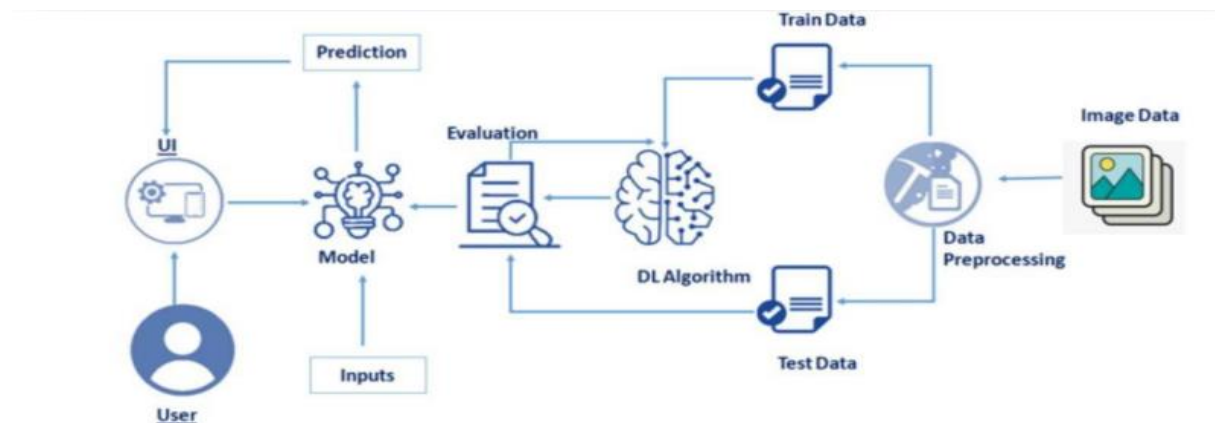 Train Data
Prediction
Image Data
Evaluation
UI
Model
Data
Preprocessing
DL Algorithm
Test Data
Inputs
User